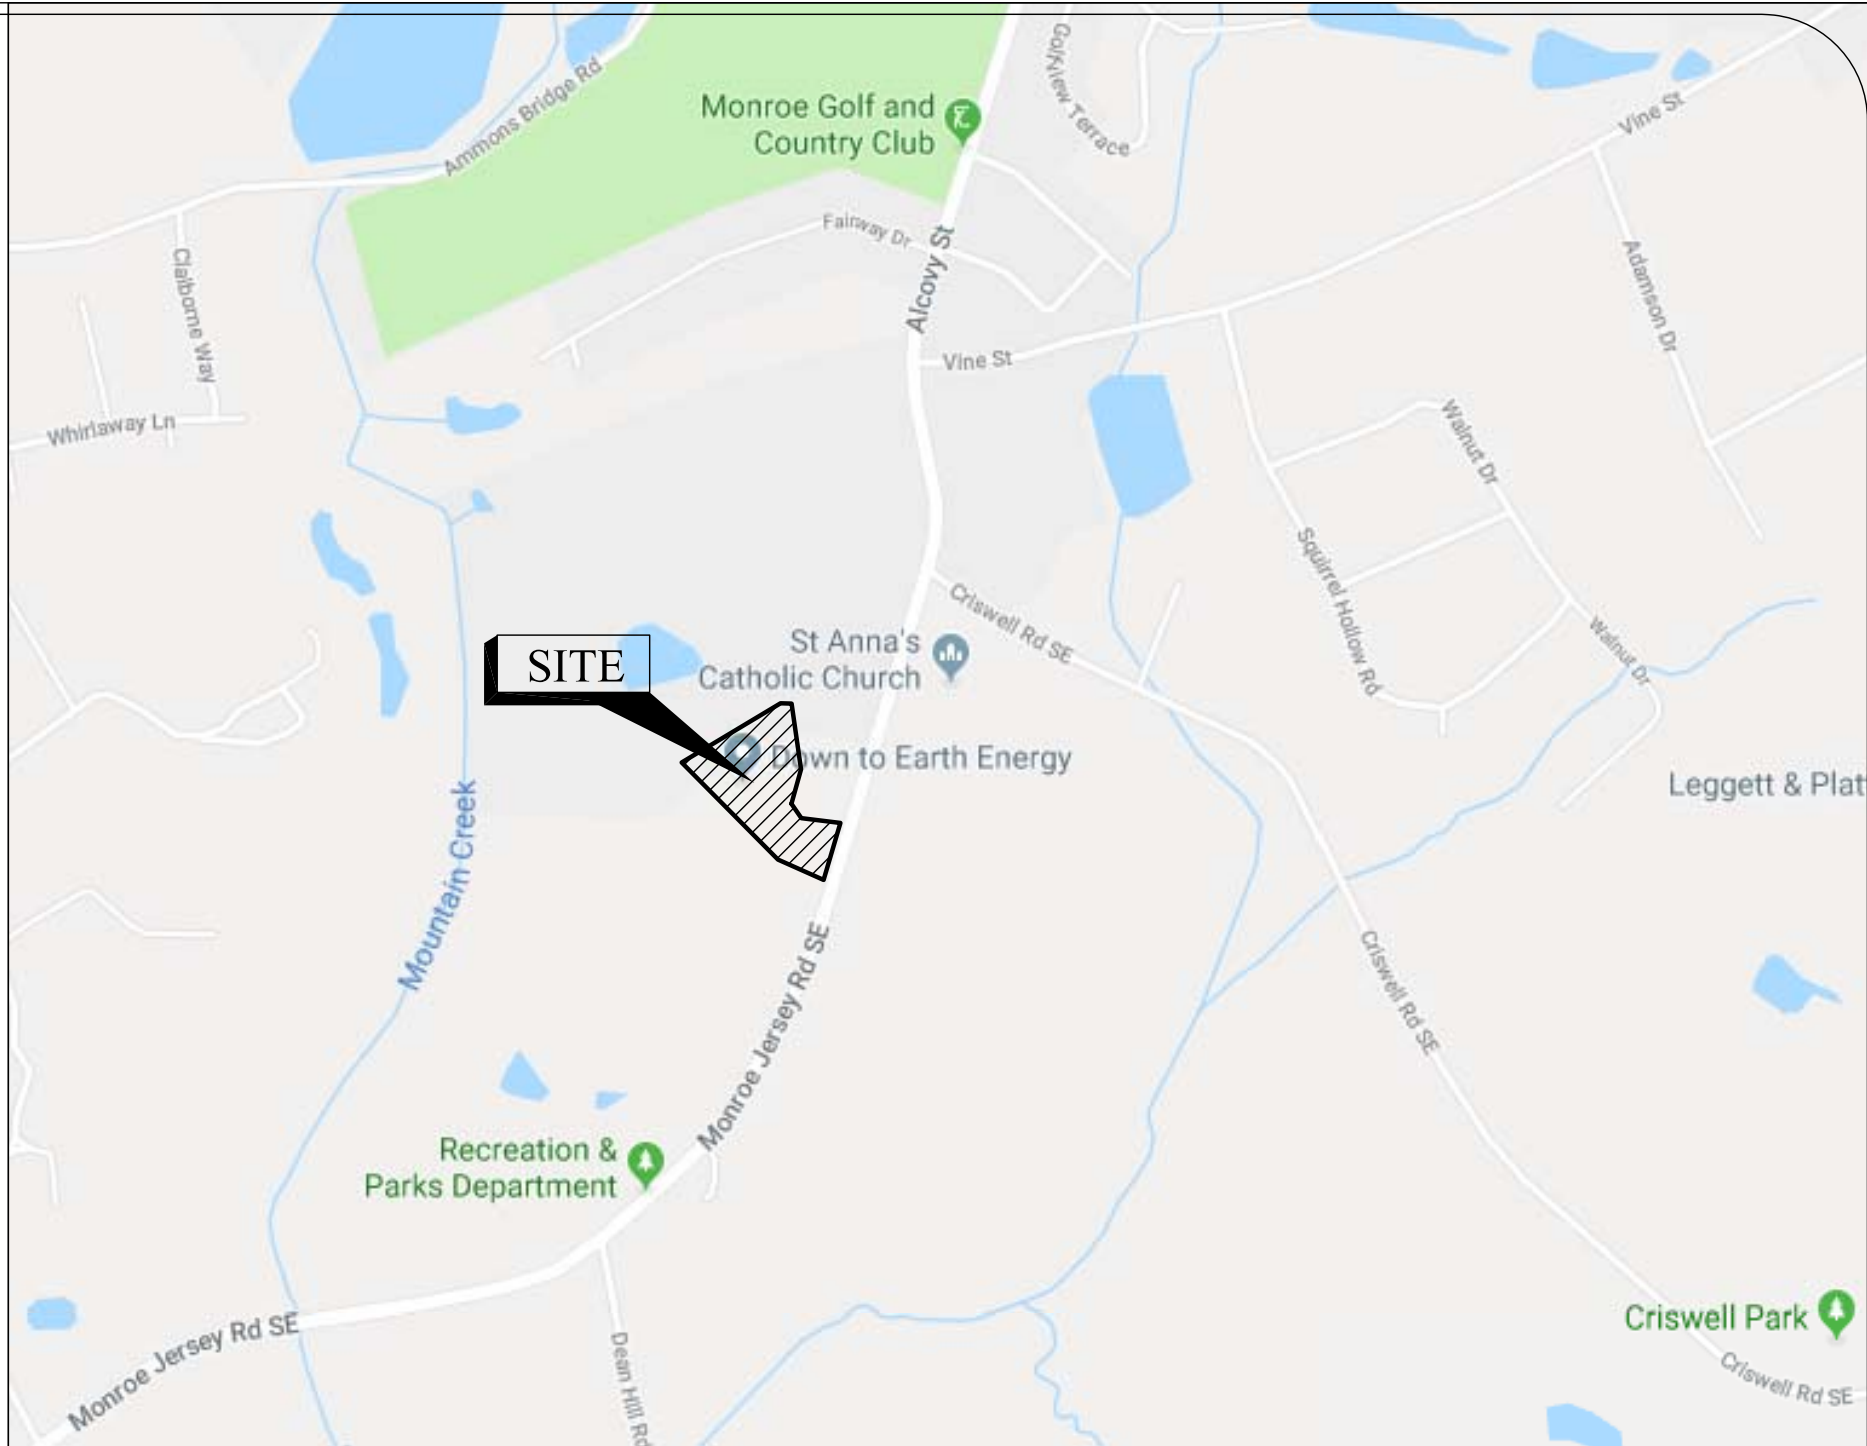 Golfview Terrace
Ammons Bridge Rd
Monroe Golf and
Country Club
Vine St
Fairway Dr
Alcovy St
Claiborne Way
Adamson Dr
Vine St
Whirlaway Ln
Walnut Dr
Squirrel Hollow Rd
Criswell Rd SE
St Anna's
Catholic Church
SITE
Walnut Dr
Down to Earth Energy
Leggett & Plat
Mountain Creek
Monroe Jersey Rd SE
Criswell Rd SE
Recreation &
Parks Department
Criswell Park
Monroe Jersey Rd SE
Dean Hill Rd
Criswell Rd SE